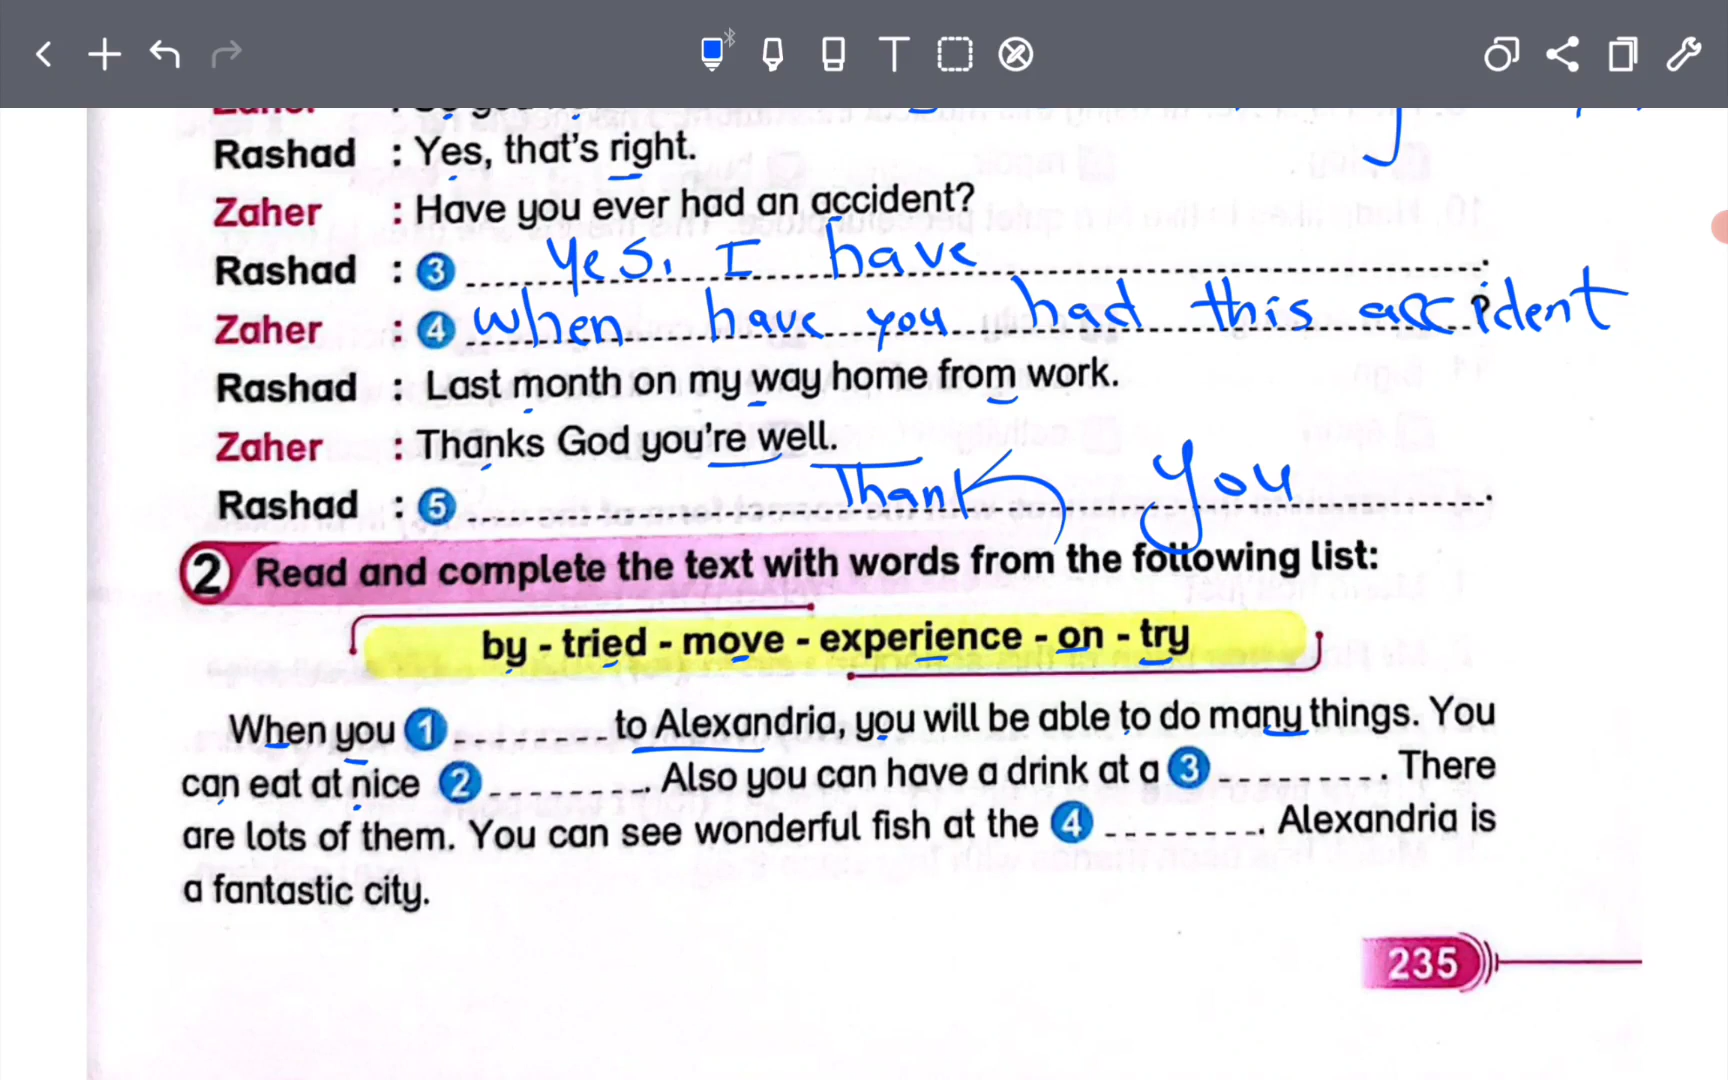 Rashad : Yes, that's right.
Zaher : Have you ever had an accident?
Rashad : 3 Yes. I have
Zaher : 4 when have you had this accident ?
Rashad : Last month on my way home from work.
Zaher : Thanks God you're well.
Rashad : 5 Thank you
2 Read and complete the text with words from the following list:
by - tried - move - experience - on - try
When you 1 to Alexandria, you will be able to do many things. You
can eat at nice 2 . Also you can have a drink at a 3 . There
are lots of them. You can see wonderful fish at the 4 . Alexandria is
a fantastic city.
235